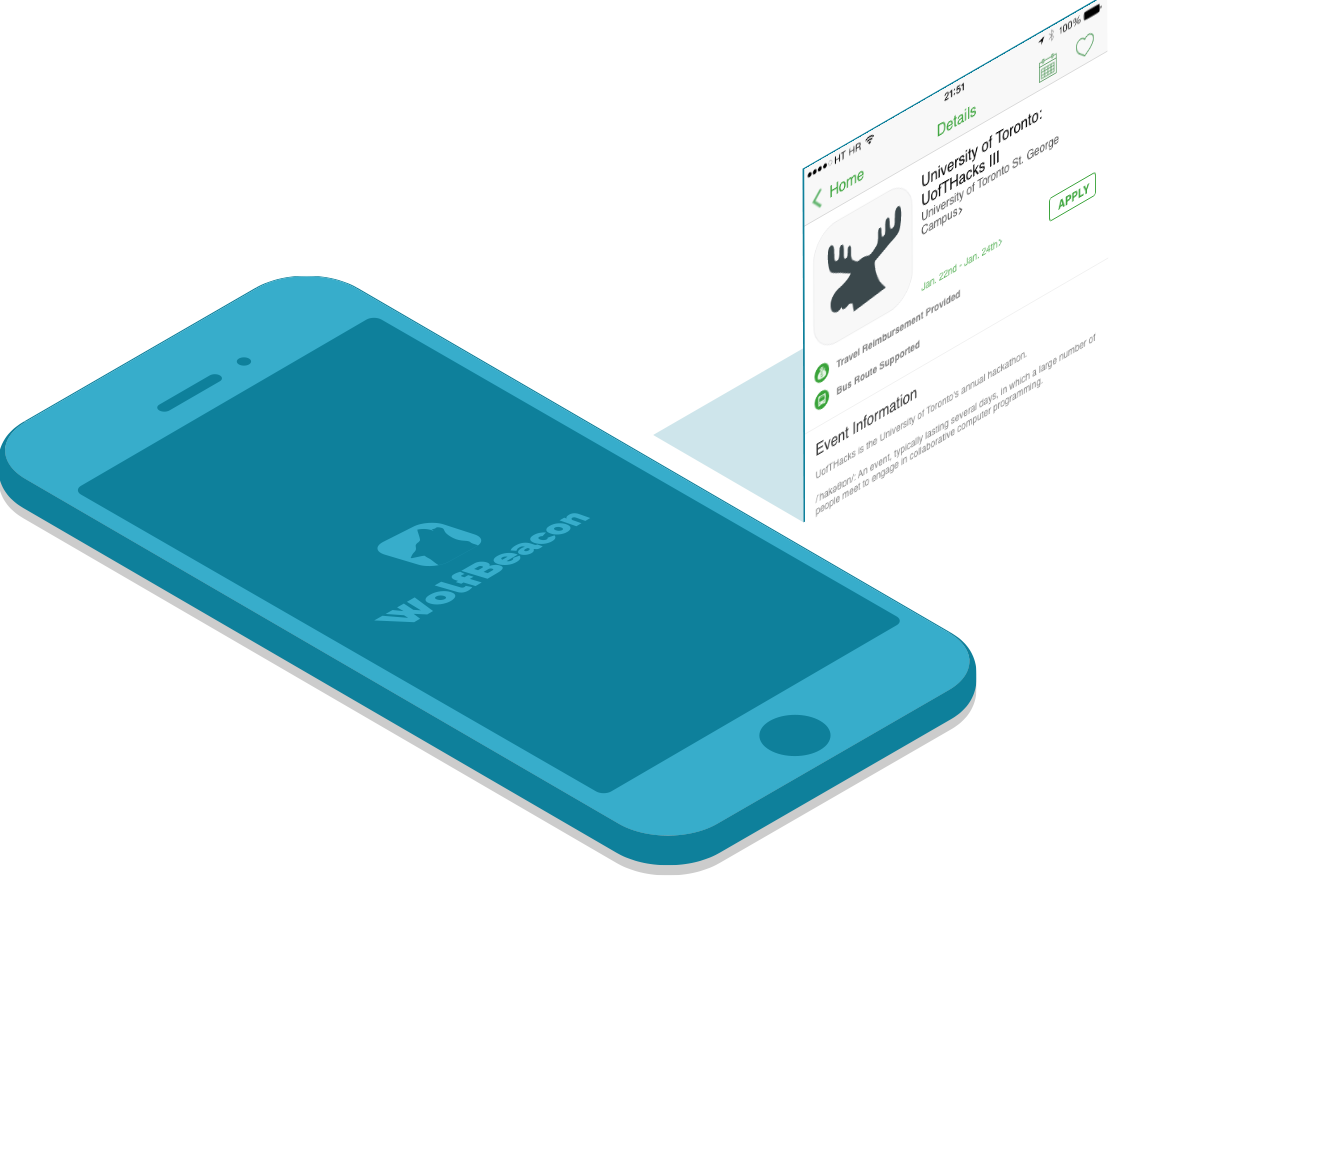 HT HR
21:51
100%
Home
Details
University of Toronto:
UofTHacks III
University of Toronto St. George
Campus>
APPLY
Jan. 22nd - Jan. 24th>
Travel Reimbursement Provided
Bus Route Supported
Event Information
UofTHacks is the University of Toronto's annual hackathon.
/ˈhakəθɒn/: An event, typically lasting several days, in which a large number of
people meet to engage in collaborative computer programming.
WolfBeacon